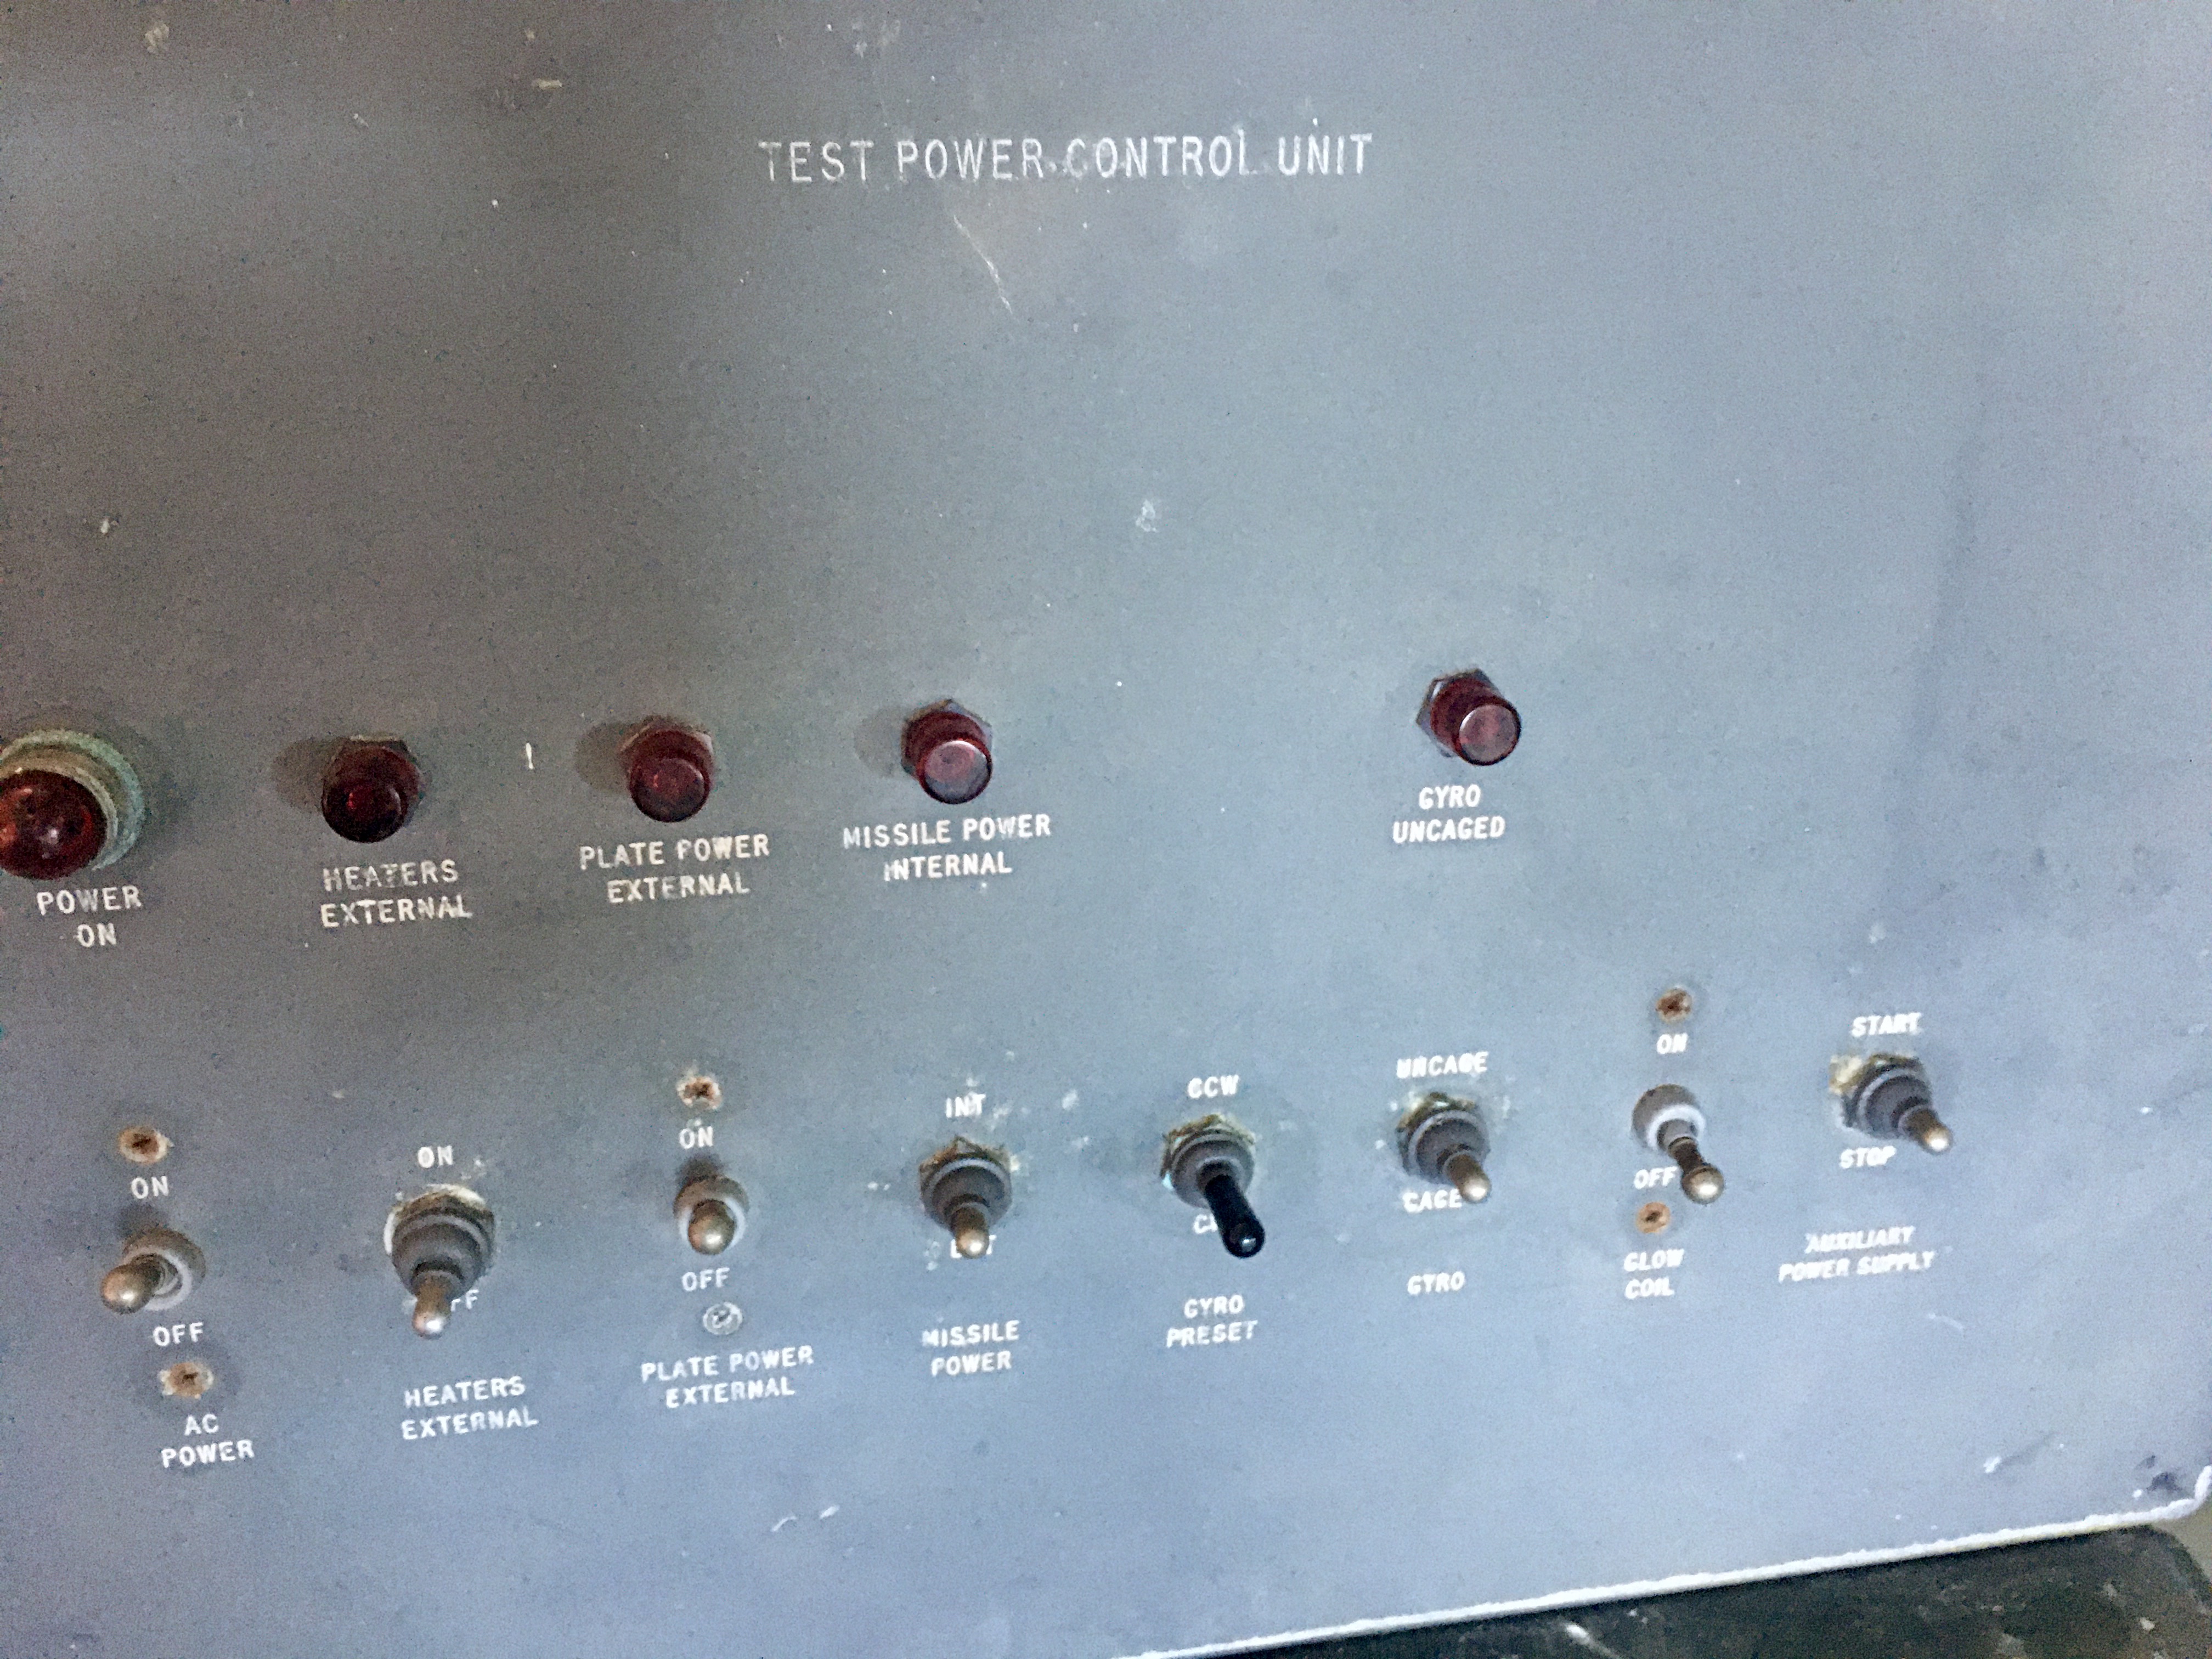 TEST POWER CONTROL UNIT
POWER
ON
HEATERS
EXTERNAL
PLATE POWER
EXTERNAL
MISSILE POWER
INTERNAL
GYRO
UNCAGED
ON
OFF
AC
POWER
ON
HEATERS
EXTERNAL
ON
OFF
PLATE POWER
EXTERNAL
INT
MISSILE
POWER
CCW
GYRO
PRESET
UNCAGE
CAGE
GYRO
ON
OFF
GLOW
COIL
START
STOP
AUXILIARY
POWER SUPPLY